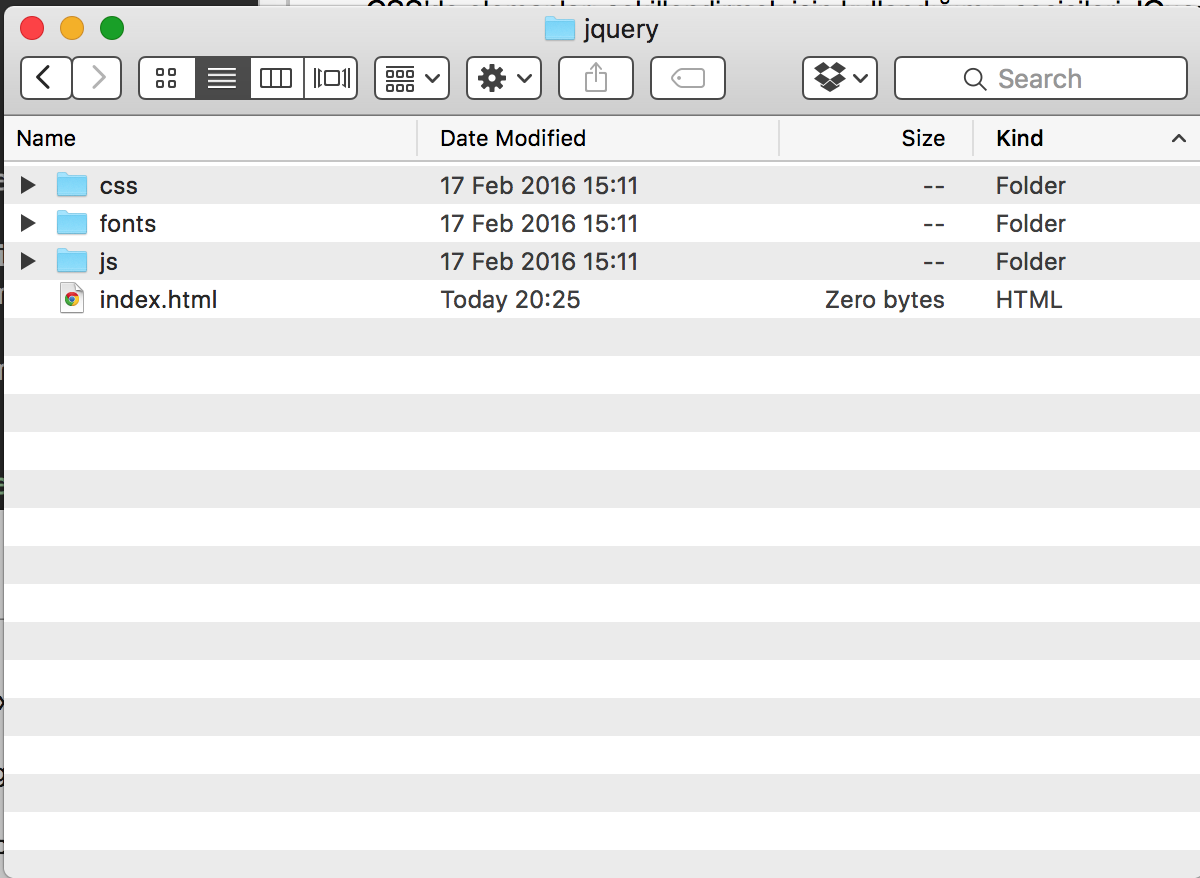 jquery
Search
Name Date Modified Size Kind
css 17 Feb 2016 15:11 -- Folder
fonts 17 Feb 2016 15:11 -- Folder
js 17 Feb 2016 15:11 -- Folder
index.html Today 20:25 Zero bytes HTML